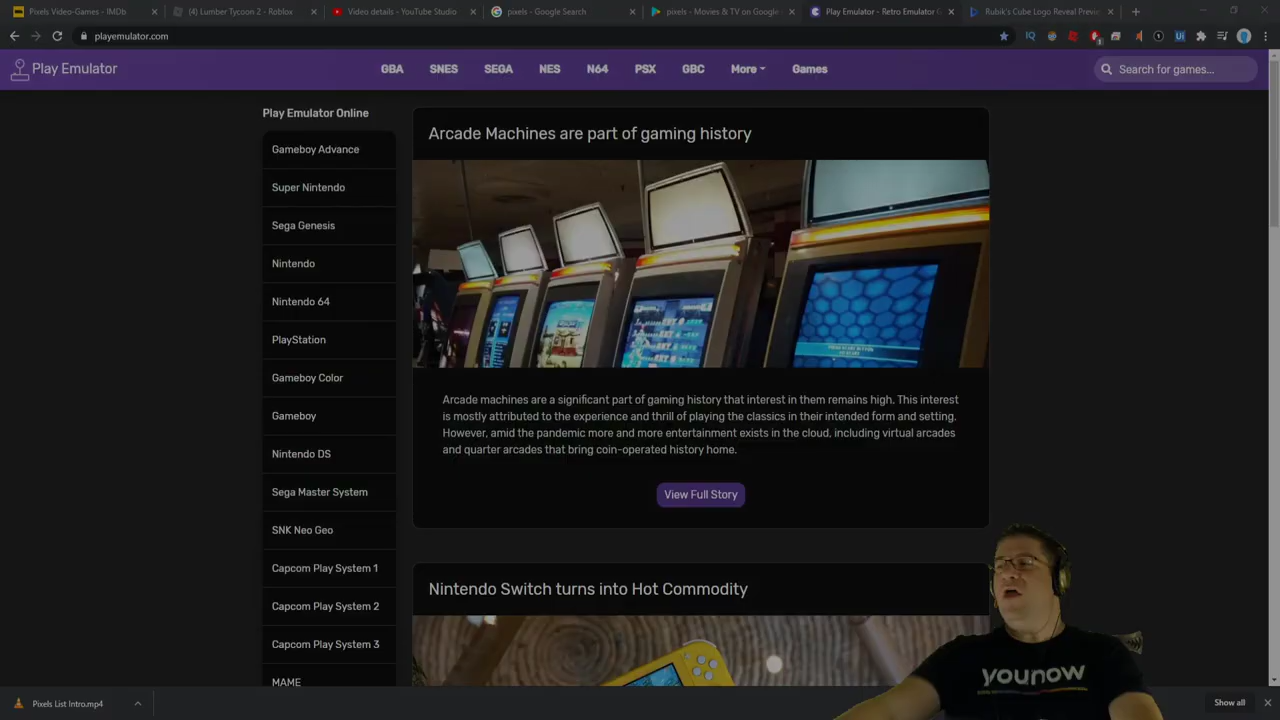 Pixels Video-Games - IMDb
(4) Lumber Tycoon 2 - Roblox
Video details - YouTube Studio
pixels - Google Search
pixels - Movies & TV on Google
Play Emulator - Retro Emulator
Rubik's Cube Logo Reveal Previe
playemulator.com
Play Emulator
GBA
SNES
SEGA
NES
N64
PSX
GBC
More
Games
Search for games...
Play Emulator Online
Gameboy Advance
Super Nintendo
Sega Genesis
Nintendo
Nintendo 64
PlayStation
Gameboy Color
Gameboy
Nintendo DS
Sega Master System
SNK Neo Geo
Capcom Play System 1
Capcom Play System 2
Capcom Play System 3
MAME
Arcade Machines are part of gaming history
Arcade machines are a significant part of gaming history that interest in them remains high. This interest
is mostly attributed to the experience and thrill of playing the classics in their intended form and setting.
However, amid the pandemic more and more entertainment exists in the cloud, including virtual arcades
and quarter arcades that bring coin-operated history home.
View Full Story
Nintendo Switch turns into Hot Commodity
younow
Pixels List Intro.mp4
Show all